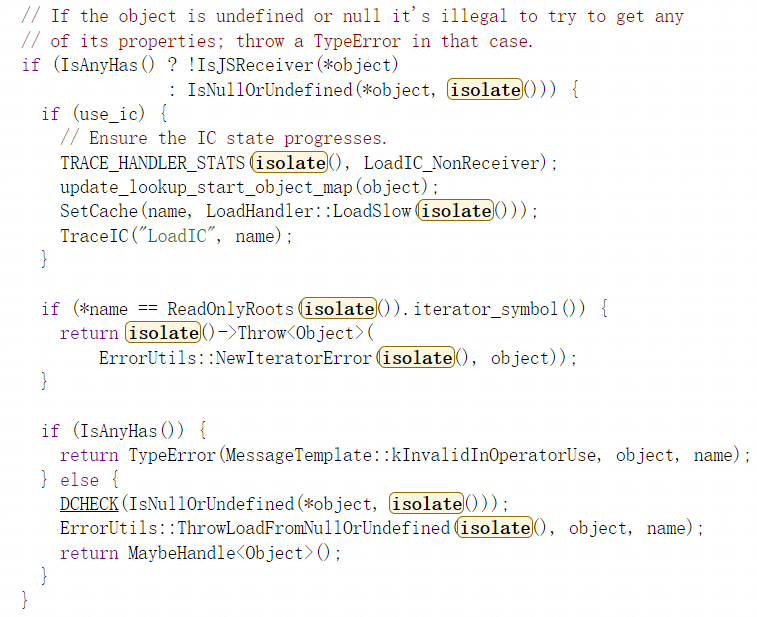 // If the object is undefined or null it's illegal to try to get any
// of its properties; throw a TypeError in that case.
if (IsAnyHas() ? !IsJSReceiver(*object)
               : IsNullOrUndefined(*object, isolate())) {
  if (use_ic) {
    // Ensure the IC state progresses.
    TRACE_HANDLER_STATS(isolate(), LoadIC_NonReceiver);
    update_lookup_start_object_map(object);
    SetCache(name, LoadHandler::LoadSlow(isolate()));
    TraceIC("LoadIC", name);
  }

  if (*name == ReadOnlyRoots(isolate()).iterator_symbol()) {
    return isolate()->Throw<Object>(
        ErrorUtils::NewIteratorError(isolate(), object));
  }

  if (IsAnyHas()) {
    return TypeError(MessageTemplate::kInvalidInOperatorUse, object, name);
  } else {
    DCHECK(IsNullOrUndefined(*object, isolate()));
    ErrorUtils::ThrowLoadFromNullOrUndefined(isolate(), object, name);
    return MaybeHandle<Object>();
  }
}